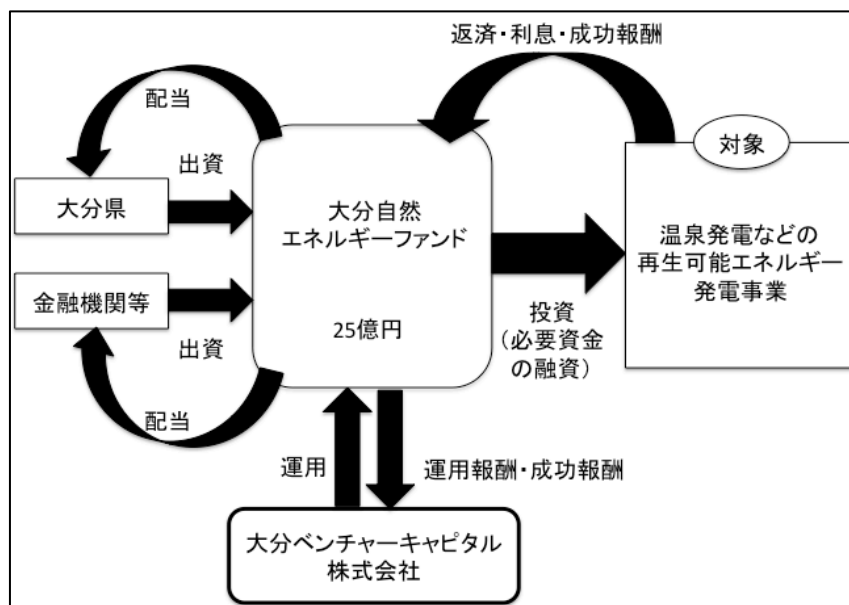 返済・利息・成功報酬
配当
対象
出資
大分県
大分自然
エネルギーファンド
温泉発電などの
再生可能エネルギー
発電事業
金融機関等
25億円
出資
投資
（必要資金
の融資）
配当
運用
運用報酬・成功報酬
大分ベンチャーキャピタル
株式会社